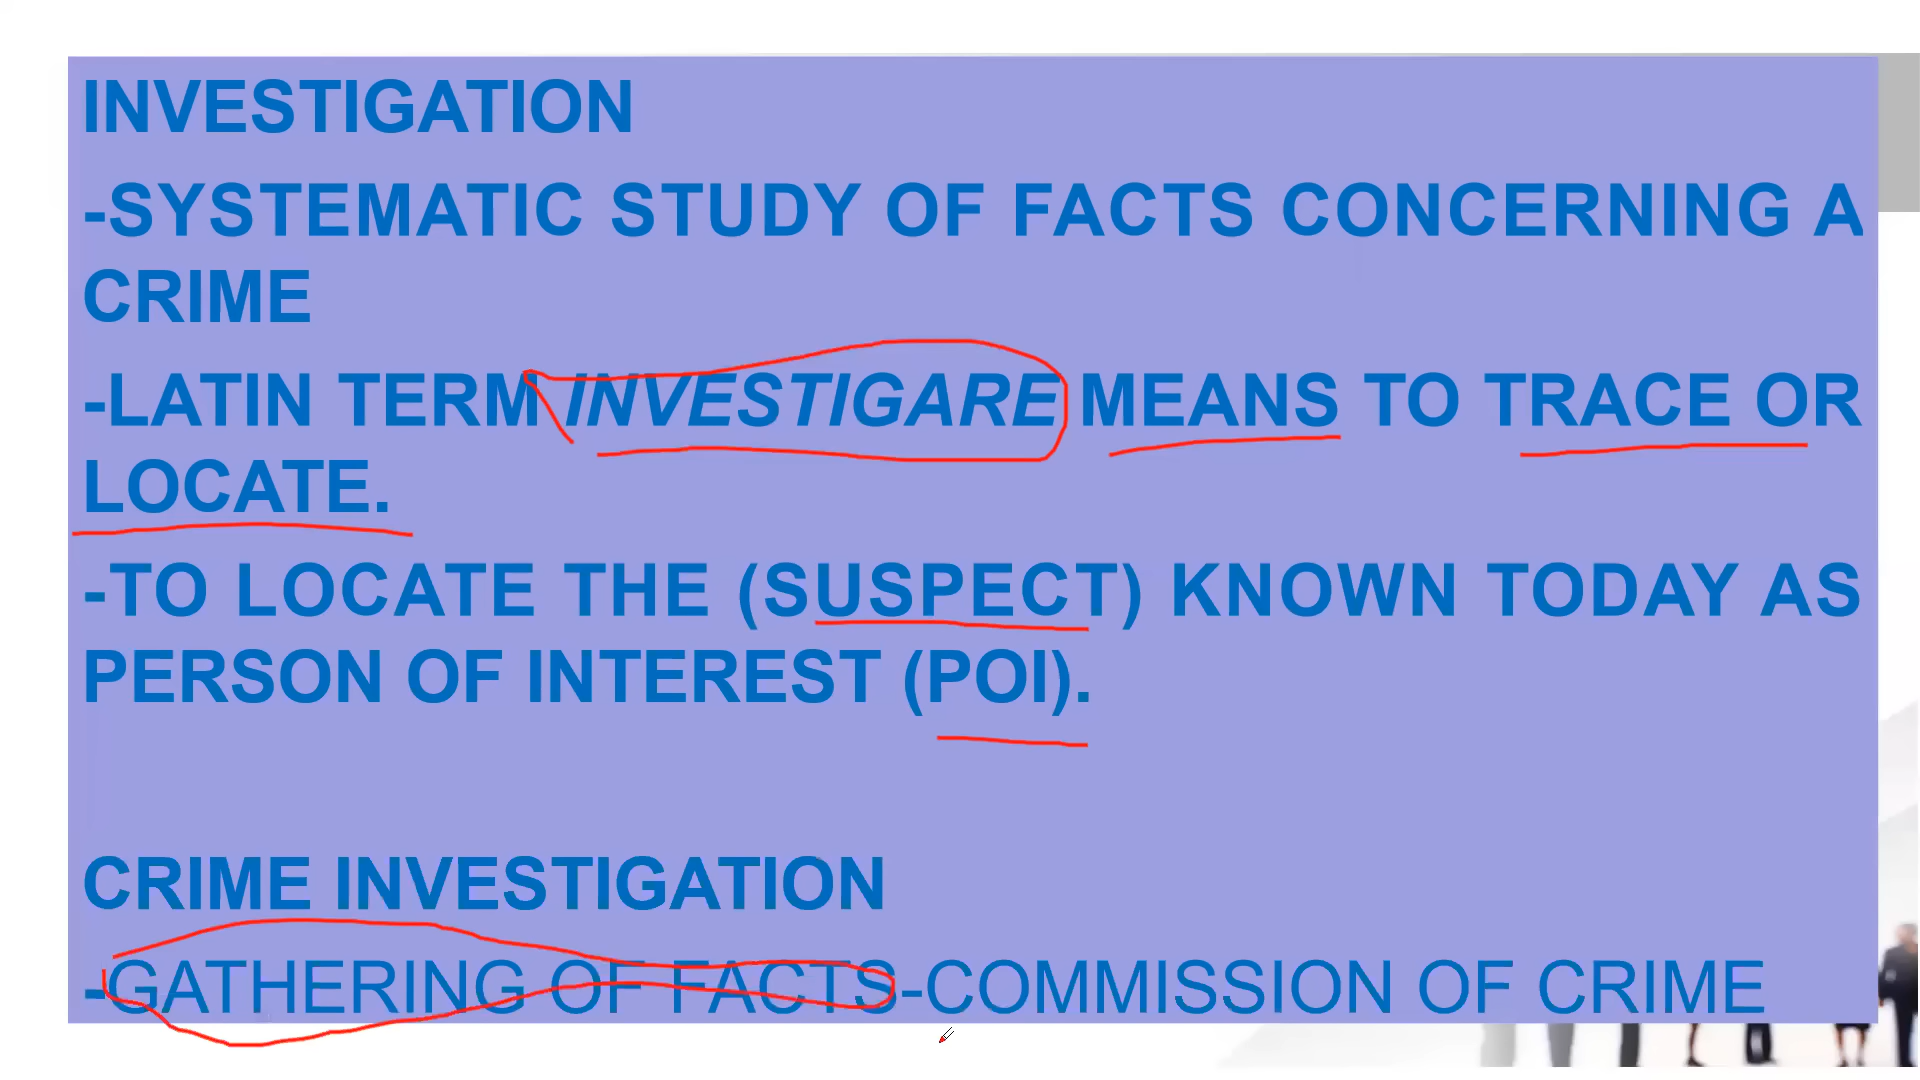 INVESTIGATION
-SYSTEMATIC STUDY OF FACTS CONCERNING A
CRIME
-LATIN TERM INVESTIGARE MEANS TO TRACE OR
LOCATE.
-TO LOCATE THE (SUSPECT) KNOWN TODAY AS
PERSON OF INTEREST (POI).
CRIME INVESTIGATION
-GATHERING OF FACTS-COMMISSION OF CRIME